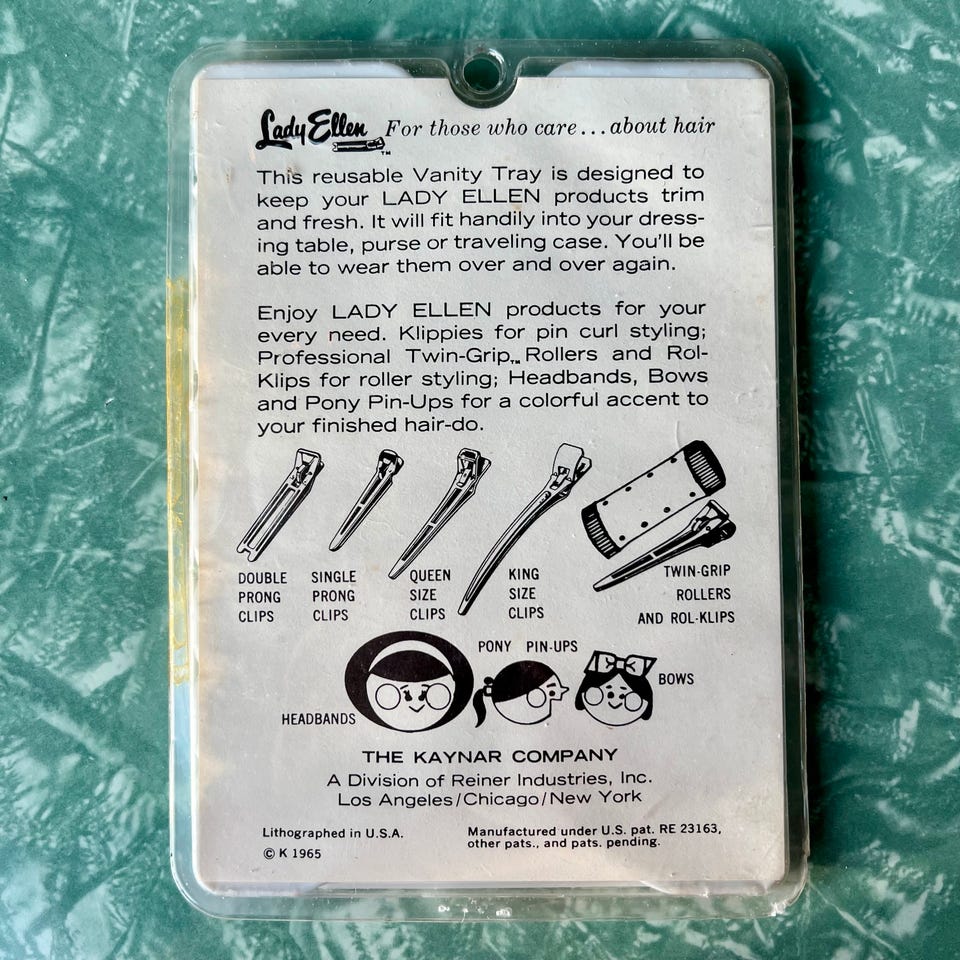 Lady Ellen™ For those who care...about hair
This reusable Vanity Tray is designed to
keep your LADY ELLEN products trim
and fresh. It will fit handily into your dress-
ing table, purse or traveling case. You'll be
able to wear them over and over again.
Enjoy LADY ELLEN products for your
every need. Klippies for pin curl styling;
Professional Twin-Grip™ Rollers and Rol-
Klips for roller styling; Headbands, Bows
and Pony Pin-Ups for a colorful accent to
your finished hair-do.
DOUBLE
PRONG
CLIPS
SINGLE
PRONG
CLIPS
QUEEN
SIZE
CLIPS
KING
SIZE
CLIPS
TWIN-GRIP
ROLLERS
AND ROL-KLIPS
PONY PIN-UPS
BOWS
HEADBANDS
THE KAYNAR COMPANY
A Division of Reiner Industries, Inc.
Los Angeles/Chicago/New York
Lithographed in U.S.A.
© K 1965
Manufactured under U.S. pat. RE 23163,
other pats., and pats. pending.